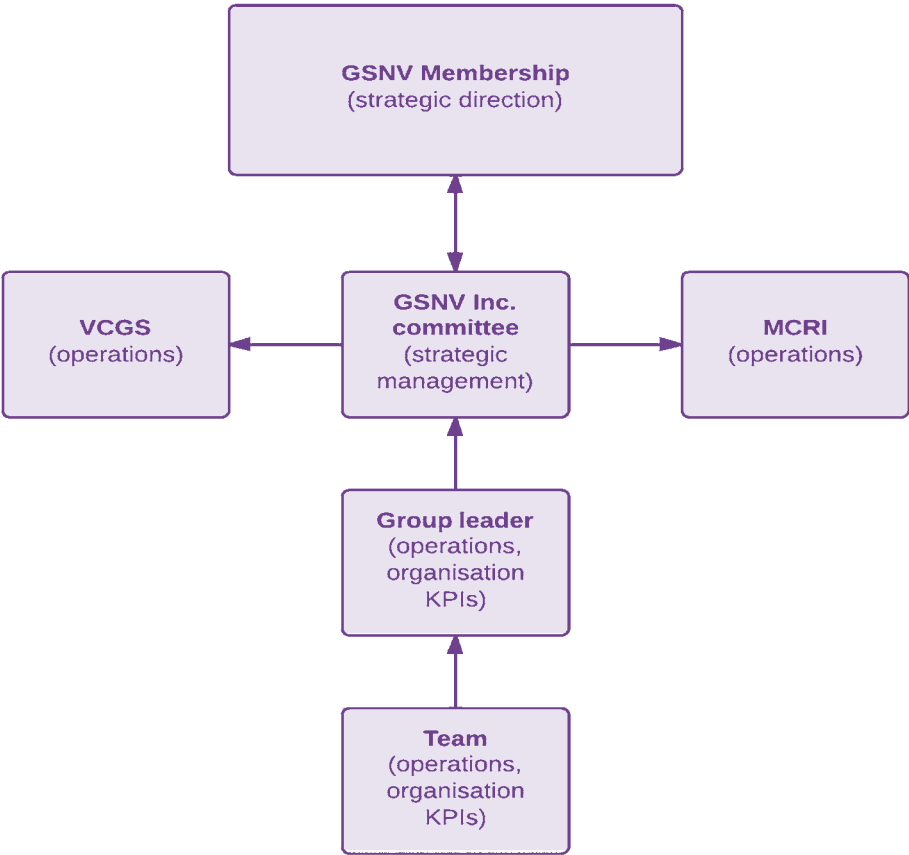 GSNV Membership
(strategic direction)
VCGS
(operations)
GSNV Inc.
committee
(strategic
management)
MCRI
(operations)
Group leader
(operations,
organisation
KPIs)
Team
(operations,
organisation
KPIs)